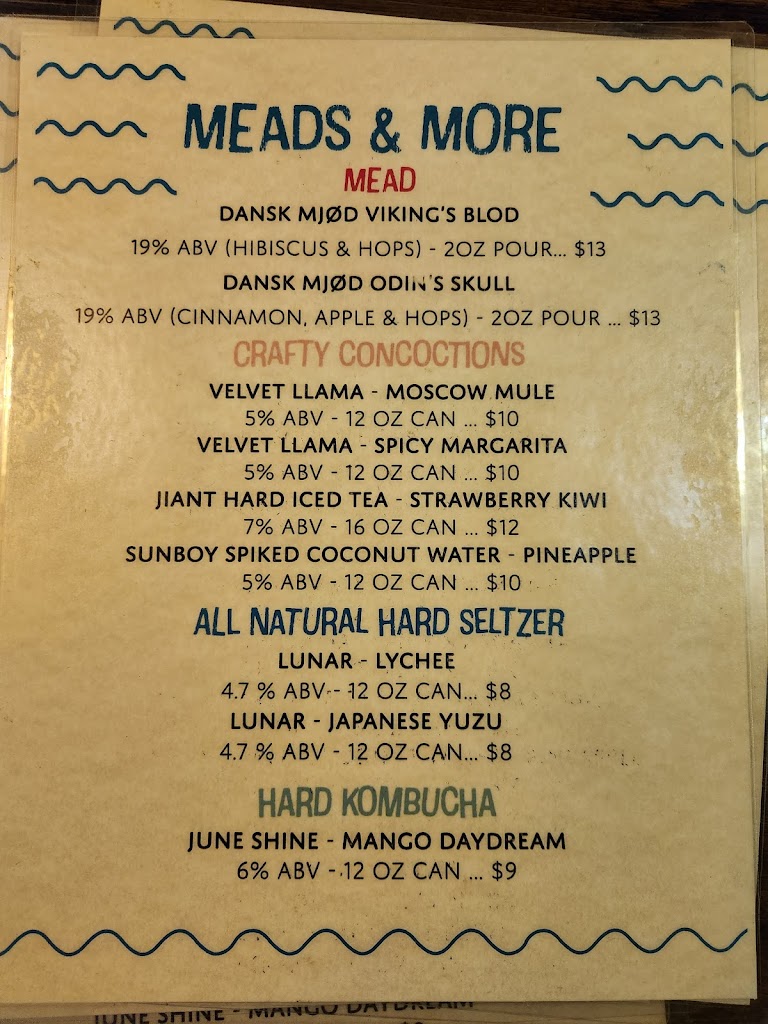 MEADS & MORE
MEAD
DANSK MJØD VIKING'S BLOD
19% ABV (HIBISCUS & HOPS) - 2OZ POUR... $13
DANSK MJØD ODIN'S SKULL
19% ABV (CINNAMON, APPLE & HOPS) - 2OZ POUR ... $13
CRAFTY CONCOCTIONS
VELVET LLAMA - MOSCOW MULE
5% ABV - 12 OZ CAN ... $10
VELVET LLAMA - SPICY MARGARITA
5% ABV - 12 OZ CAN ... $10
JIANT HARD ICED TEA - STRAWBERRY KIWI
7% ABV - 16 OZ CAN ... $12
SUNBOY SPIKED COCONUT WATER - PINEAPPLE
5% ABV - 12 OZ CAN ... $10
ALL NATURAL HARD SELTZER
LUNAR - LYCHEE
4.7 % ABV - 12 OZ CAN... $8
LUNAR - JAPANESE YUZU
4.7 % ABV - 12 OZ CAN... $8
HARD KOMBUCHA
JUNE SHINE - MANGO DAYDREAM
6% ABV - 12 OZ CAN ... $9
JUNE SHINE - MANGO DAYDREAM